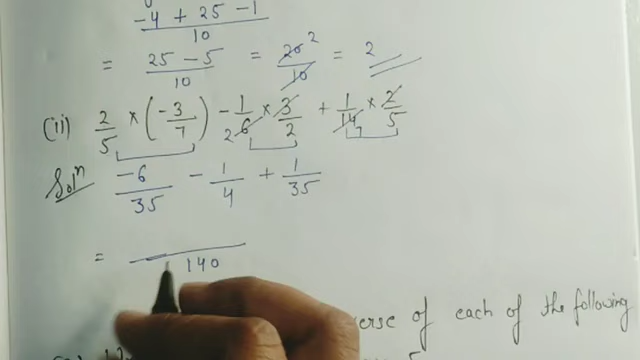 -4 + 25 - 1 / 10
= 25 - 5 / 10 = 20 2 / 10 = 2
(ii) 2/5 × (-3/7) - 1/6 2 × 3/2 + 1/14 7 × 2/5
Solⁿ -6/35 - 1/4 + 1/35
= / 140
erse of each of the following